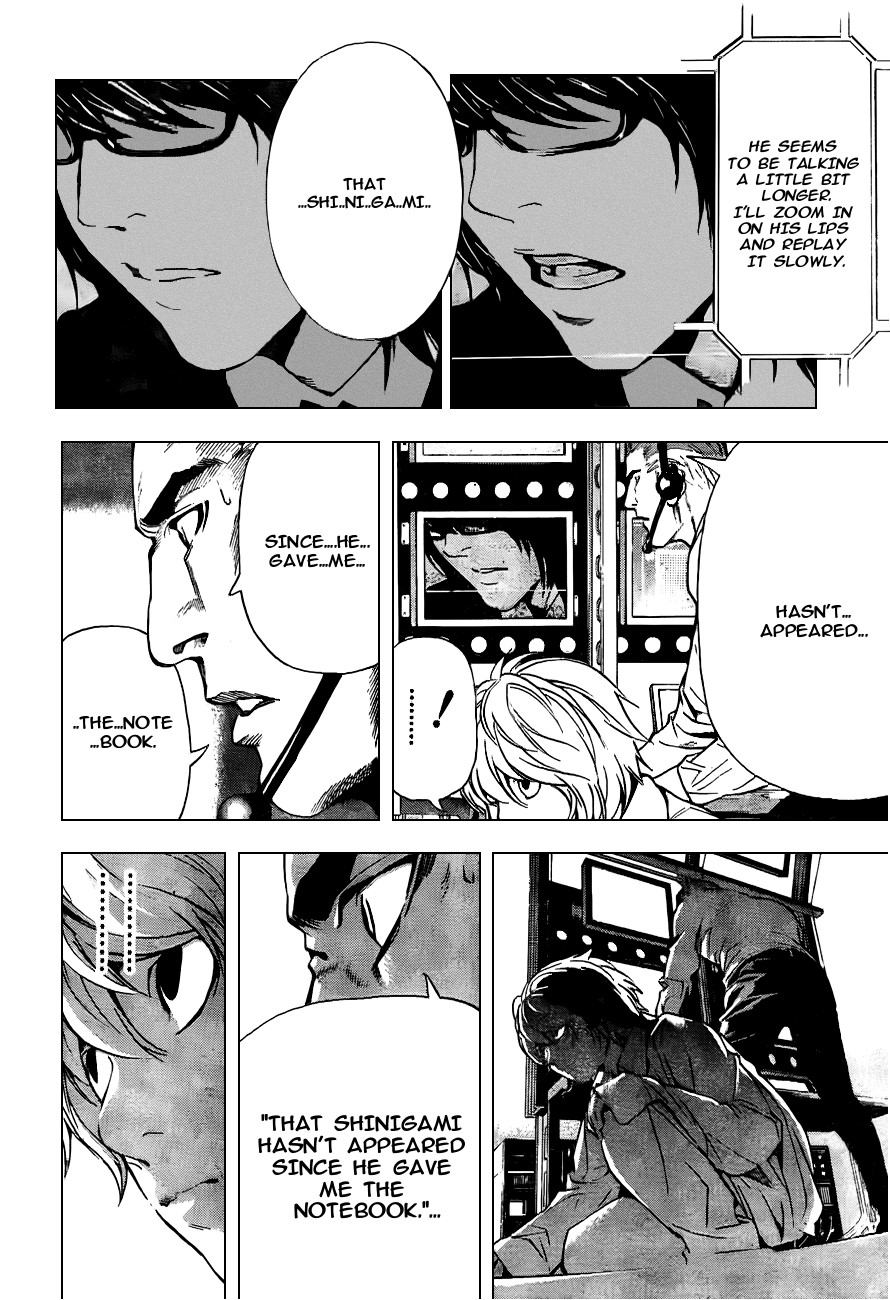 HE SEEMS
TO BE TALKING
A LITTLE BIT
LONGER.
I'LL ZOOM IN
ON HIS LIPS
AND REPLAY
IT SLOWLY.
THAT
...SHI..NI..GA..MI..
HASN'T...
APPEARED...
.........!
SINCE....HE...
GAVE...ME...
..THE...NOTE
...BOOK.
"THAT SHINIGAMI
HASN'T APPEARED
SINCE HE GAVE
ME THE
NOTEBOOK."...
..........
..........